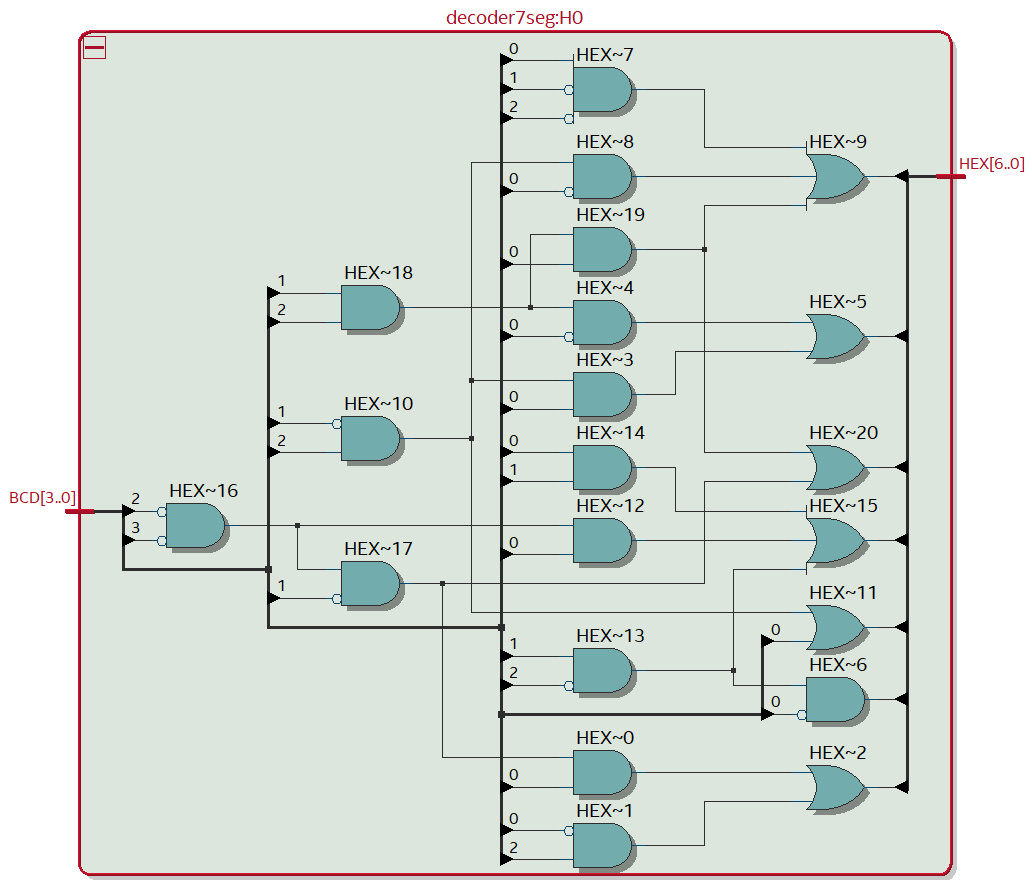 decoder7seg:H0
0
HEX~7
1
2
HEX~8
0
HEX~9
HEX[6..0]
HEX~19
0
1
HEX~18
2
HEX~4
0
HEX~5
HEX~3
0
1
HEX~10
2
0
HEX~14
1
HEX~20
BCD[3..0]
2
HEX~16
3
HEX~12
0
HEX~15
1
HEX~17
HEX~11
0
1
HEX~13
2
HEX~6
0
HEX~0
0
HEX~2
0
HEX~1
2